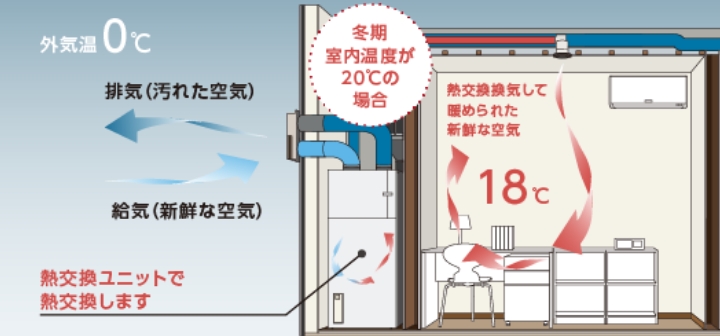 外気温 0℃
排気(汚れた空気)
給気(新鮮な空気)
熱交換ユニットで
熱交換します
冬期
室内温度が
20℃の
場合
熱交換換気して
暖められた
新鮮な空気
18℃